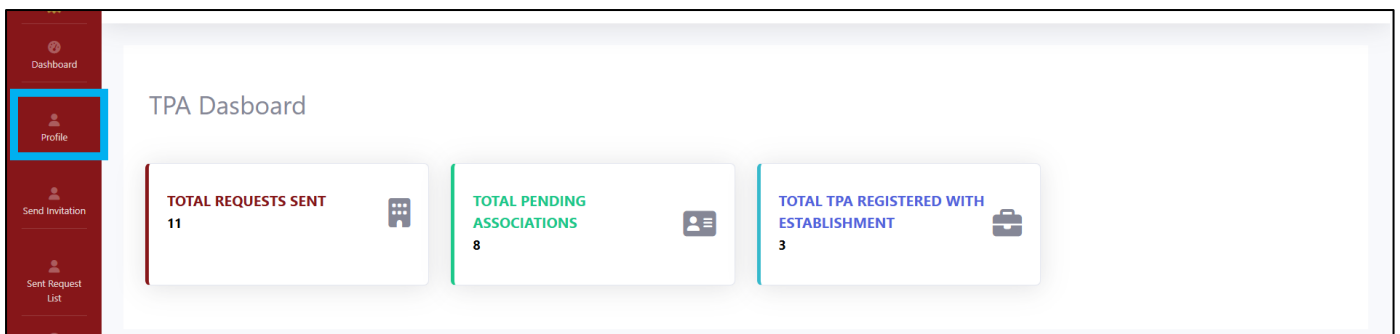 Dashboard
Profile
Send Invitation
Sent Request
List
TPA Dasboard
TOTAL REQUESTS SENT
11
TOTAL PENDING
ASSOCIATIONS
8
TOTAL TPA REGISTERED WITH
ESTABLISHMENT
3